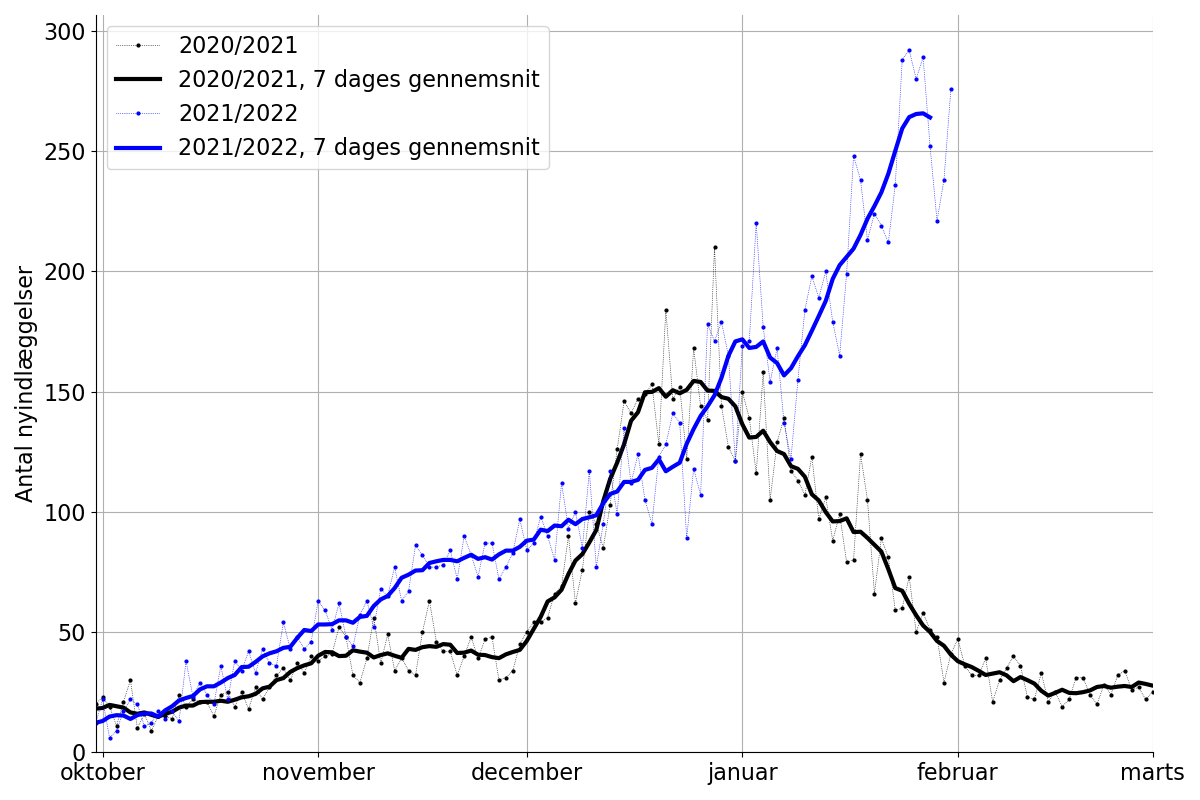 300
250
200
150
100
50
0
Antal nyindlæggelser
2020/2021
2020/2021, 7 dages gennemsnit
2021/2022
2021/2022, 7 dages gennemsnit
oktober november december januar februar marts